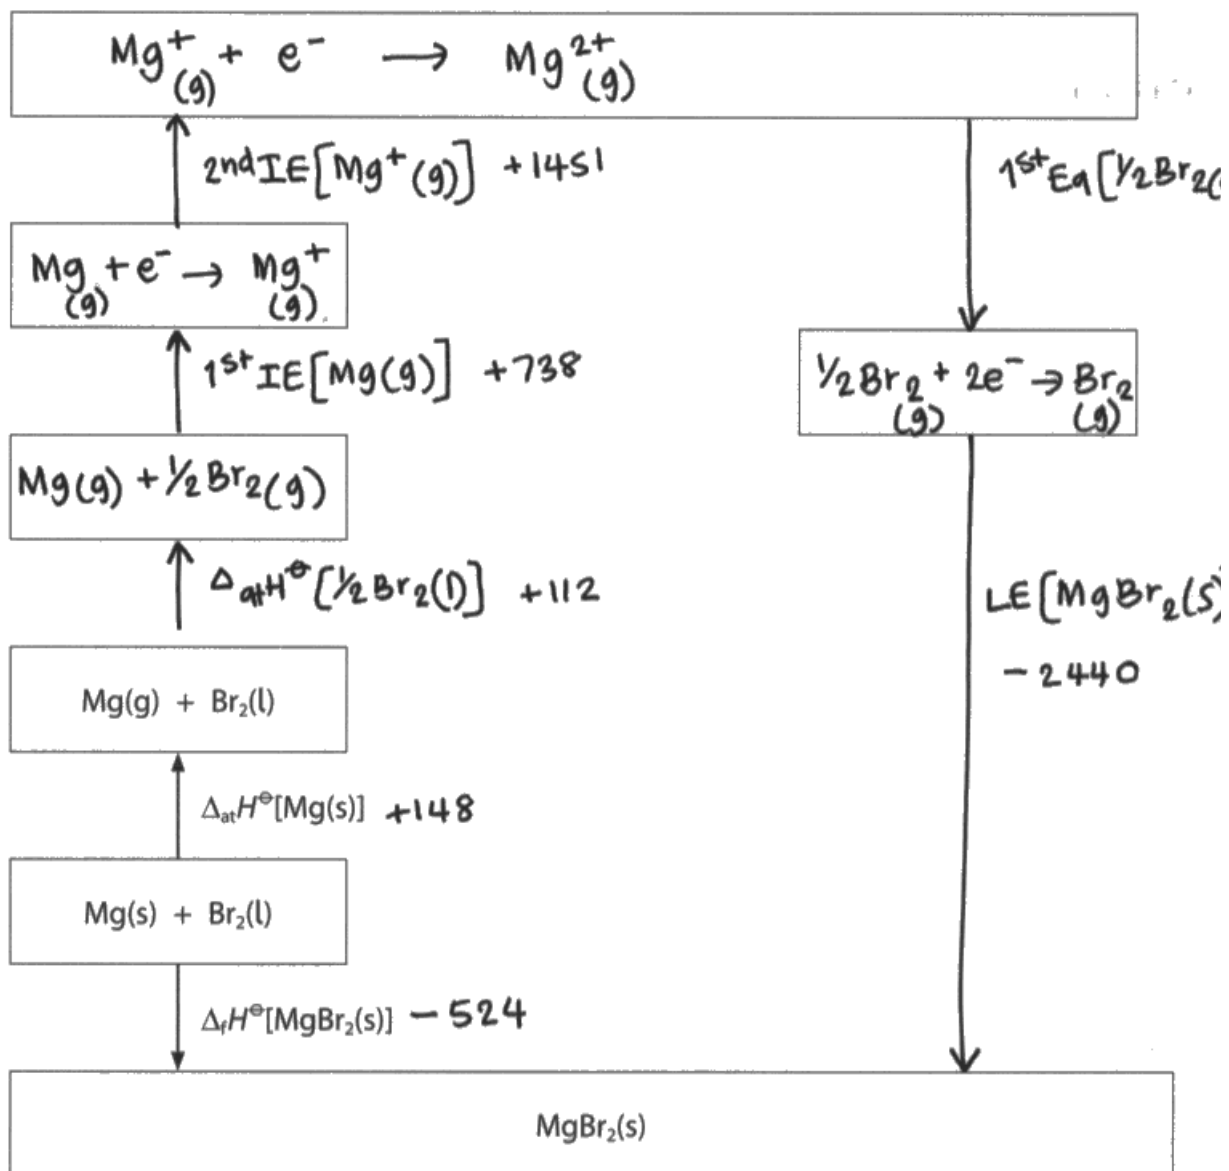 Mg⁺(g) + e⁻ → Mg²⁺(g)
2nd IE[Mg⁺(g)] +1451
1st Ea[½Br₂(
Mg(g) + e⁻ → Mg⁺(g)
1st IE[Mg(g)] +738
½Br₂(g) + 2e⁻ → Br₂(g)
Mg(g) + ½Br₂(g)
ΔatH⦵[½Br₂(l)] +112
LE[MgBr₂(s)
-2440
Mg(g) + Br₂(l)
ΔatH⦵[Mg(s)] +148
Mg(s) + Br₂(l)
ΔfH⦵[MgBr₂(s)] -524
MgBr₂(s)